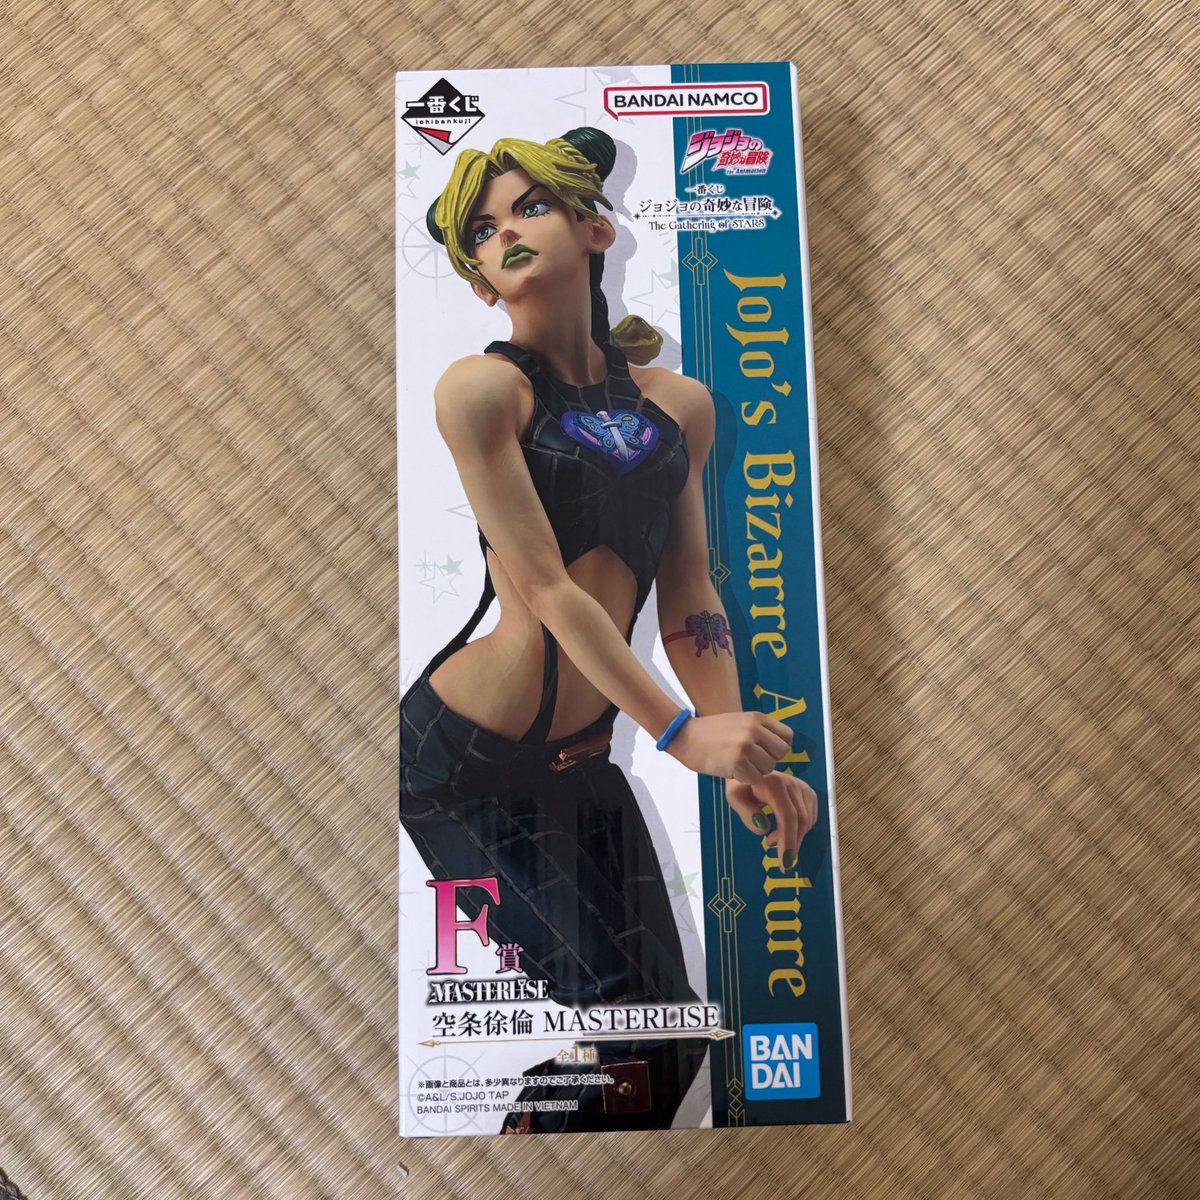 一番くじ
ichibankuji
BANDAI NAMCO
ジョジョの
奇妙な冒険
The Animation
一番くじ
ジョジョの奇妙な冒険
The Gathering of STARS
JoJo's Bizarre Adventure
F賞
MASTERLISE
空条徐倫 MASTERLISE
全1種
※画像と商品とは、多少異なりますのでご了承ください。
©A&L/S,JOJO TAP
BANDAI SPIRITS MADE IN VIETNAM
BAN
DAI